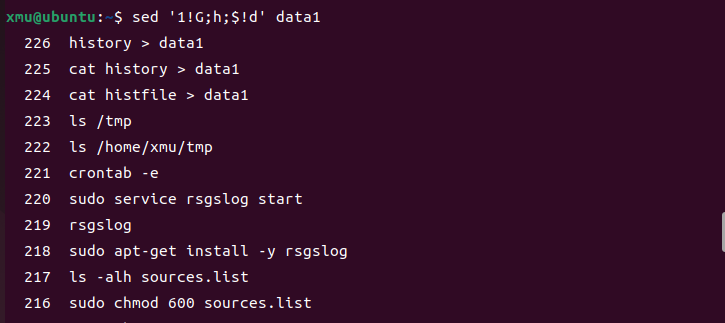 xmu@ubuntu:~$ sed '1!G;h;$!d' data1
226 history > data1
225 cat history > data1
224 cat histfile > data1
223 ls /tmp
222 ls /home/xmu/tmp
221 crontab -e
220 sudo service rsgslog start
219 rsgslog
218 sudo apt-get install -y rsgslog
217 ls -alh sources.list
216 sudo chmod 600 sources.list